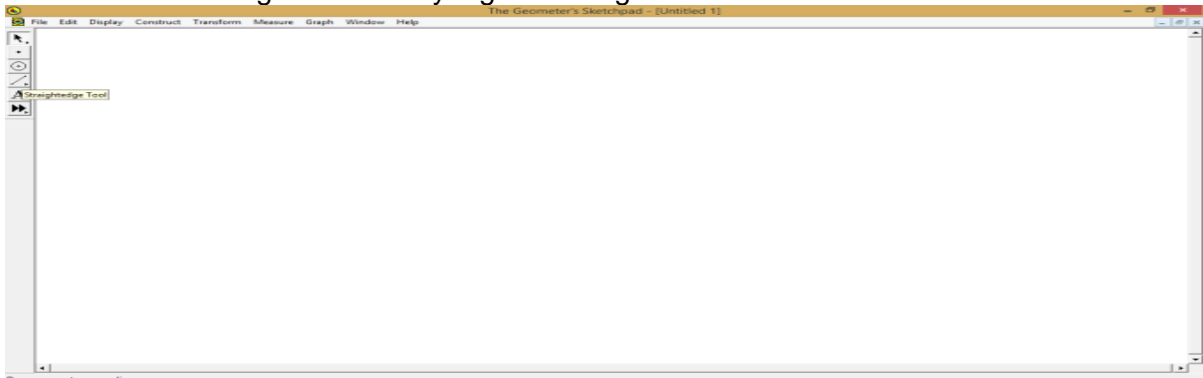 The Geometer's Sketchpad - [Untitled 1]
File Edit Display Construct Transform Measure Graph Window Help
A
Straightedge Tool